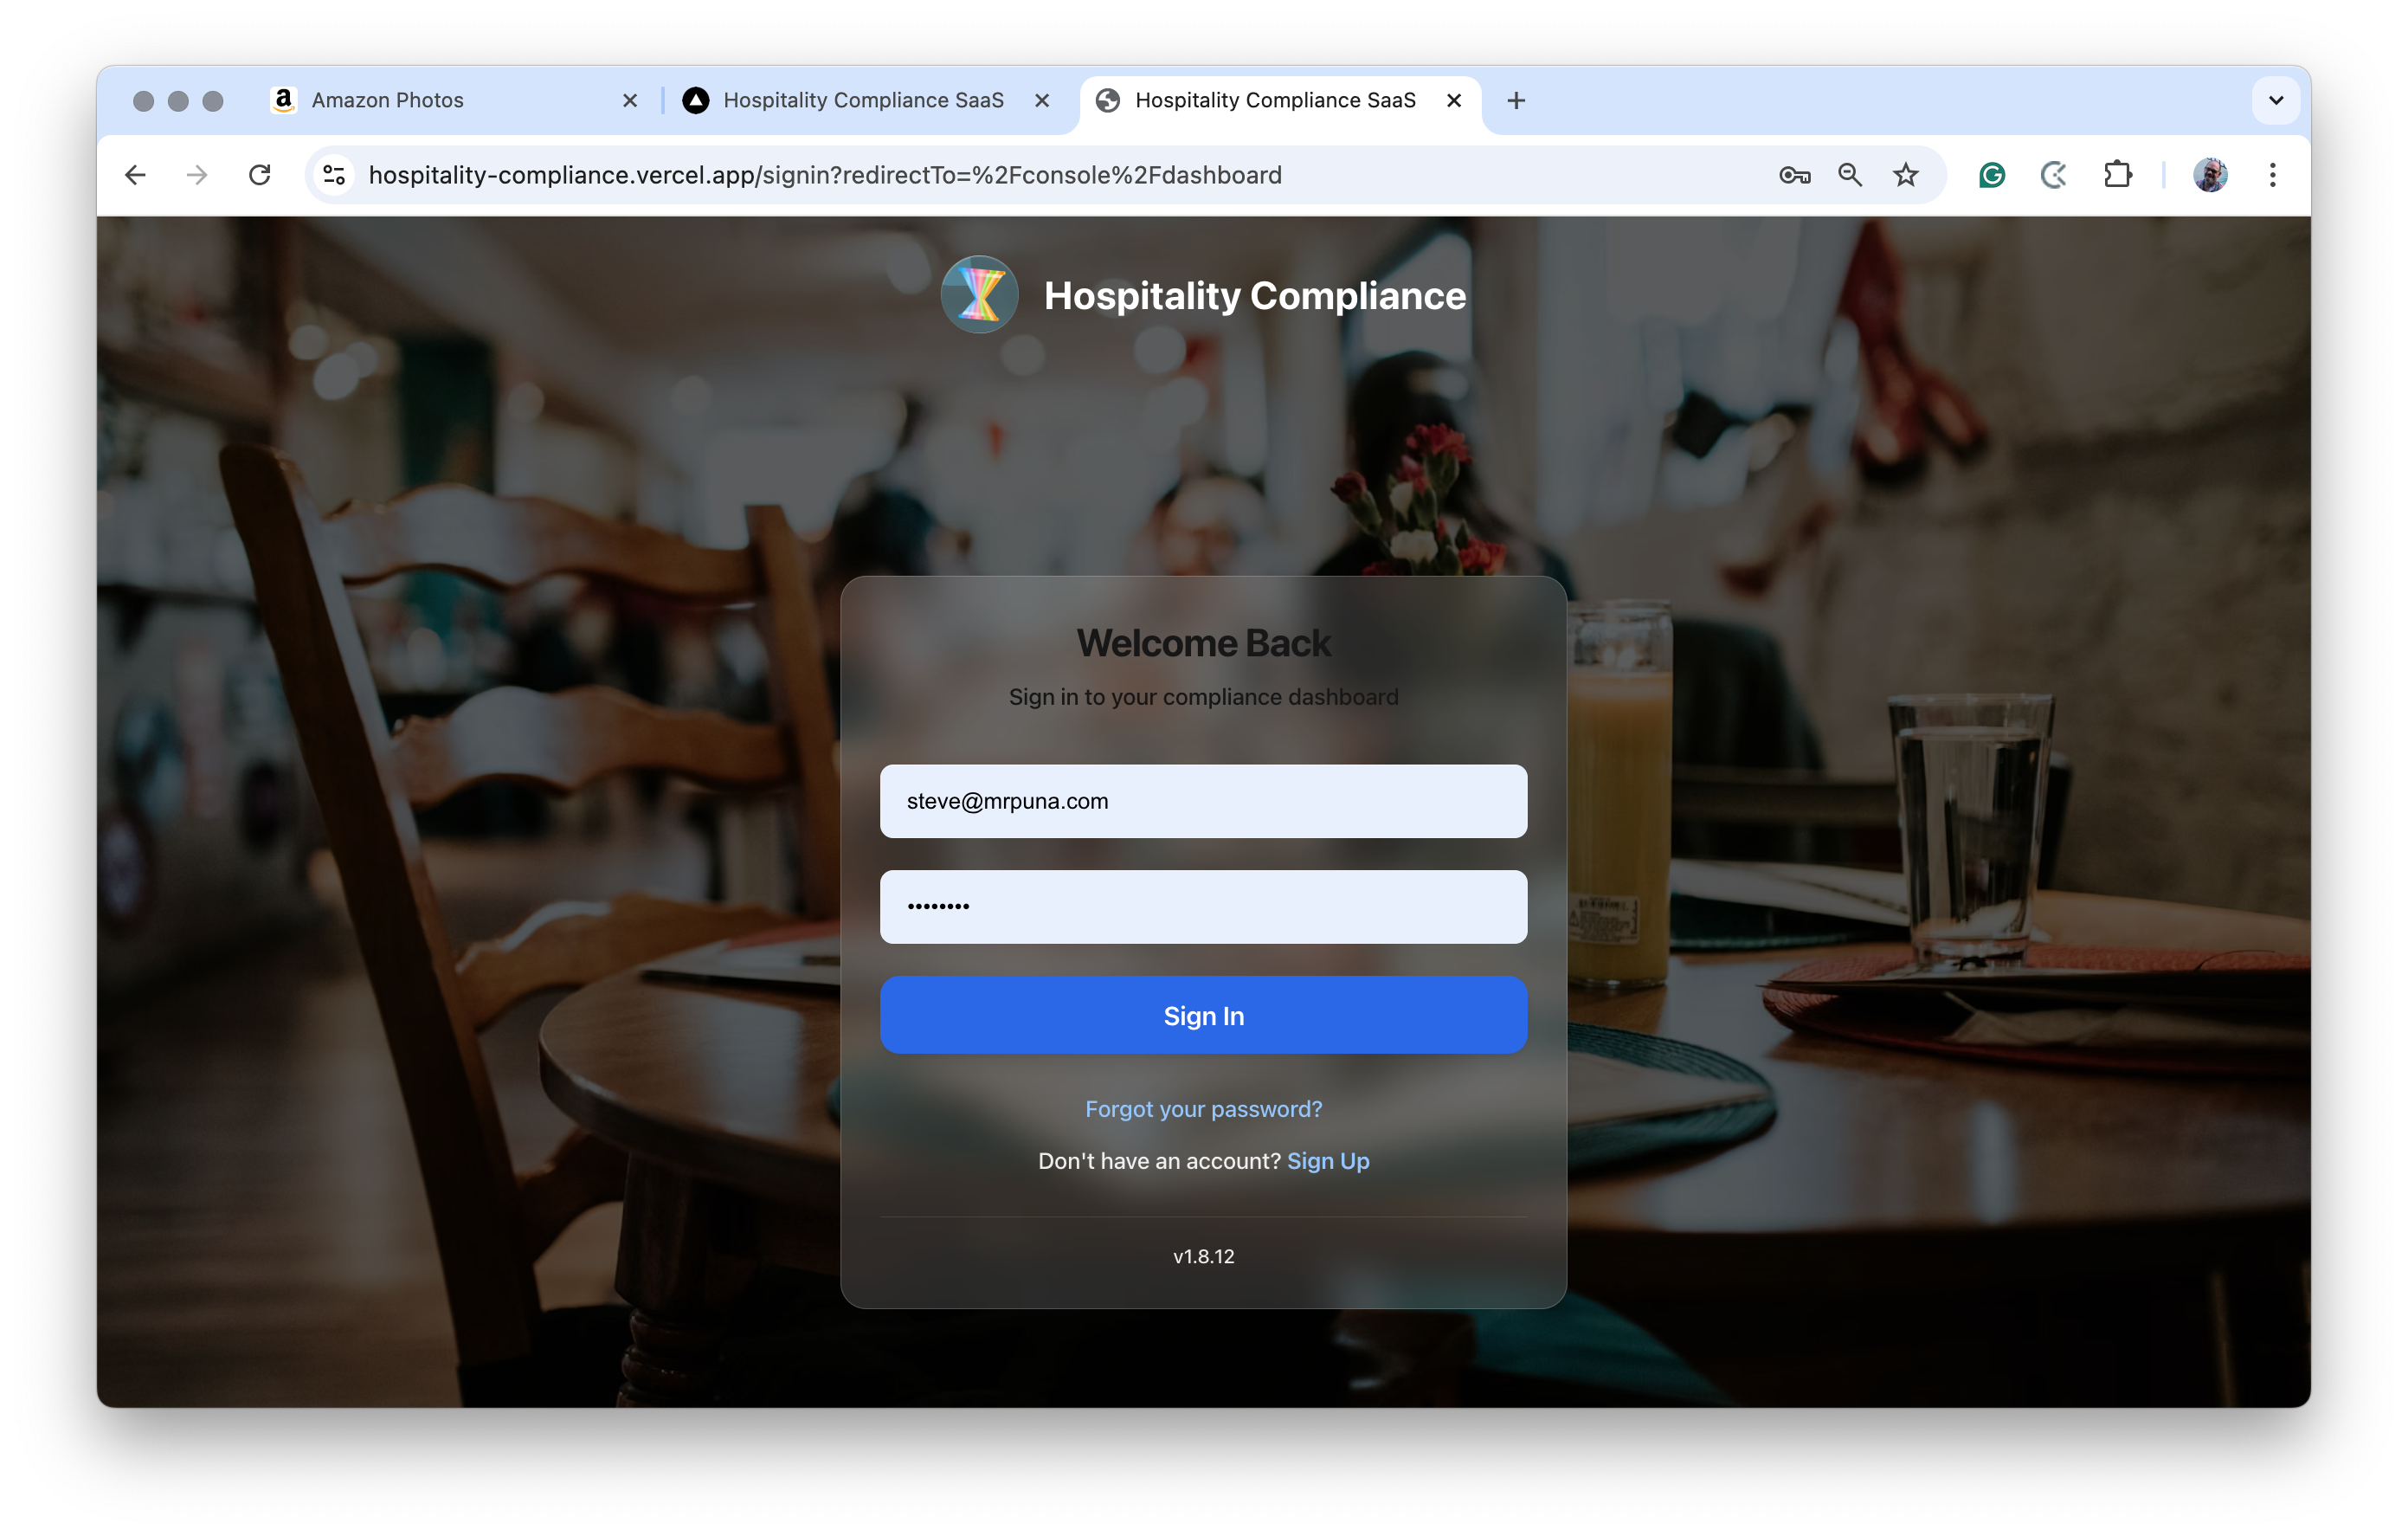 Amazon Photos
Hospitality Compliance SaaS
Hospitality Compliance SaaS
hospitality-compliance.vercel.app/signin?redirectTo=%2Fconsole%2Fdashboard
Hospitality Compliance
Welcome Back
Sign in to your compliance dashboard
steve@mrpuna.com
••••••••
Sign In
Forgot your password?
Don't have an account? Sign Up
v1.8.12